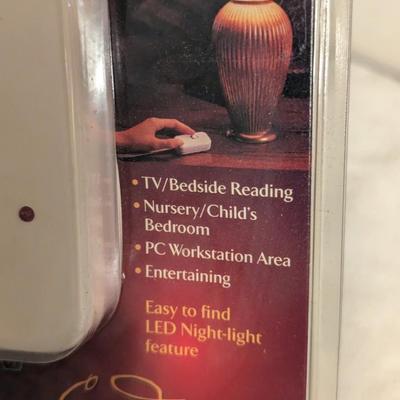 • TV/Bedside Reading
• Nursery/Child's
Bedroom
• PC Workstation Area
• Entertaining
Easy to find
LED Night-light
feature